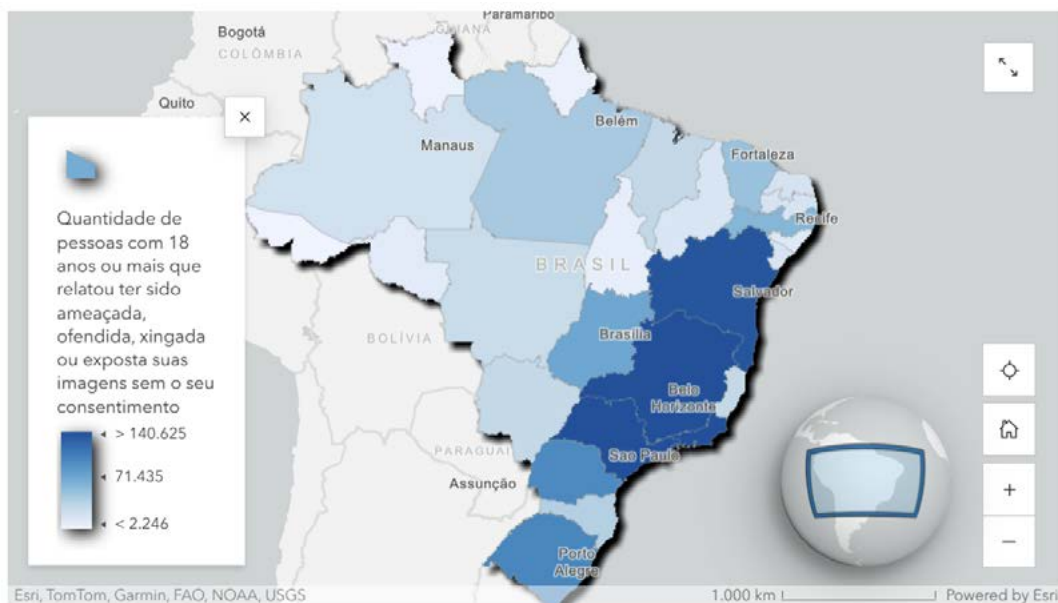 Paramaribo
Bogotá
GUIANA
COLÔMBIA
Quito
Belém
Manaus
Fortaleza
Recife
BRASIL
Salvador
Brasília
BOLÍVIA
Belo
Horizonte
PARAGUAI
Sao Paulo
Assunção
Porto
Alegre
×
Quantidade de
pessoas com 18
anos ou mais que
relatou ter sido
ameaçada,
ofendida, xingada
ou exposta suas
imagens sem o seu
consentimento
> 140.625
71.435
< 2.246
+
−
Esri, TomTom, Garmin, FAO, NOAA, USGS
1.000 km
Powered by Esri